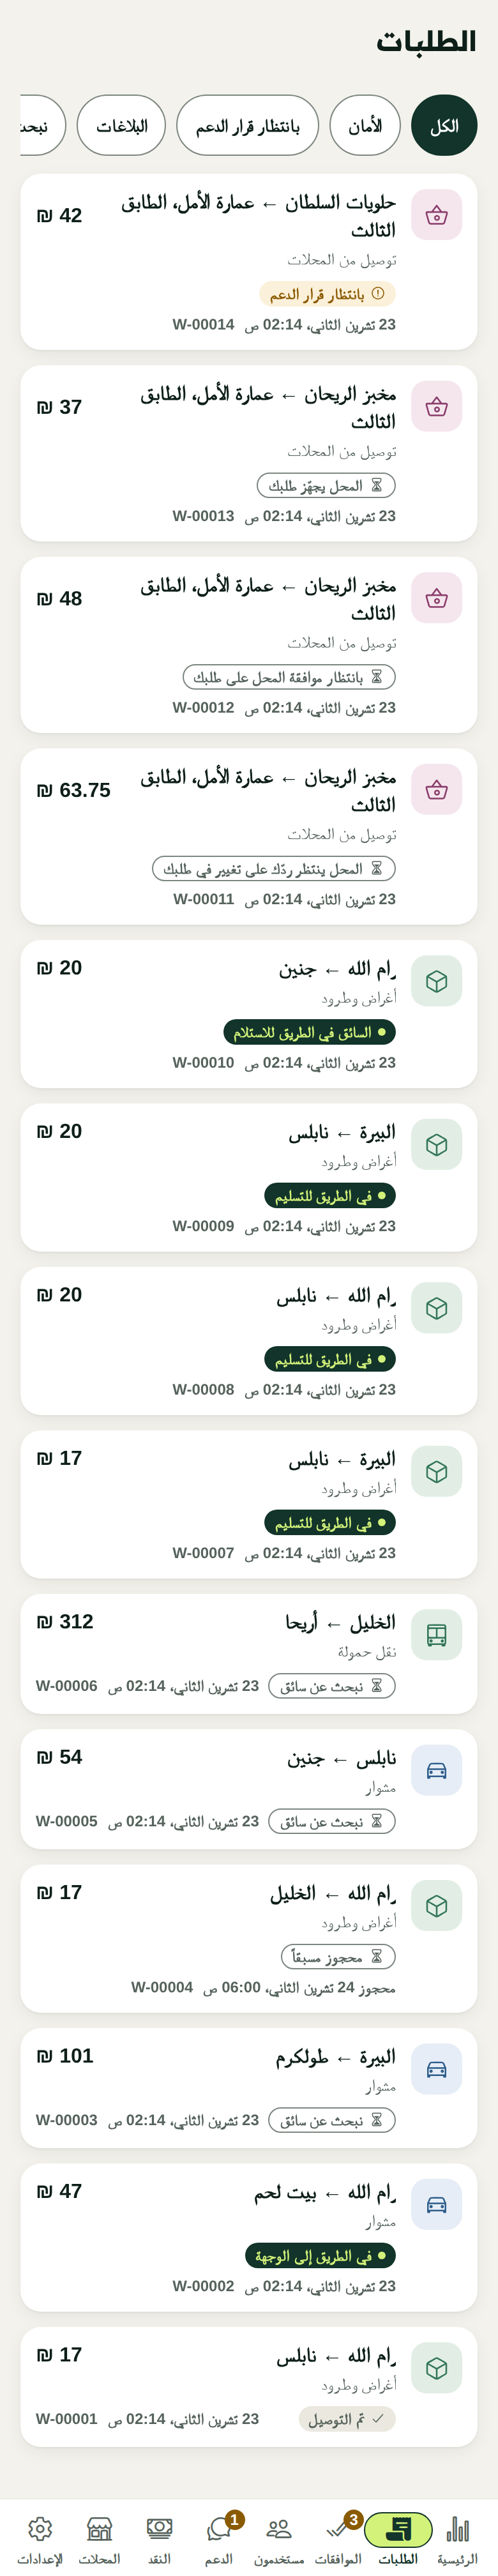 الطلبات
الكل
الأمان
بانتظار قرار الدعم
البلاغات
حلويات السلطان ← عمارة الأمل، الطابق الثالث
42 ₪
توصيل من المحلات
بانتظار قرار الدعم
23 تشرين الثاني، 02:14 ص W-00014
مخبز الريحان ← عمارة الأمل، الطابق الثالث
37 ₪
توصيل من المحلات
المحل يجهّز طلبك
23 تشرين الثاني، 02:14 ص W-00013
مخبز الريحان ← عمارة الأمل، الطابق الثالث
48 ₪
توصيل من المحلات
بانتظار موافقة المحل على طلبك
23 تشرين الثاني، 02:14 ص W-00012
مخبز الريحان ← عمارة الأمل، الطابق الثالث
63.75 ₪
توصيل من المحلات
المحل ينتظر ردّك على تغيير في طلبك
23 تشرين الثاني، 02:14 ص W-00011
رام الله ← جنين
20 ₪
أغراض وطرود
السائق في الطريق للاستلام
23 تشرين الثاني، 02:14 ص W-00010
البيرة ← نابلس
20 ₪
أغراض وطرود
في الطريق للتسليم
23 تشرين الثاني، 02:14 ص W-00009
رام الله ← نابلس
20 ₪
أغراض وطرود
في الطريق للتسليم
23 تشرين الثاني، 02:14 ص W-00008
البيرة ← نابلس
17 ₪
أغراض وطرود
في الطريق للتسليم
23 تشرين الثاني، 02:14 ص W-00007
الخليل ← أريحا
312 ₪
نقل حمولة
نبحث عن سائق 23 تشرين الثاني، 02:14 ص W-00006
نابلس ← جنين
54 ₪
مشوار
نبحث عن سائق 23 تشرين الثاني، 02:14 ص W-00005
رام الله ← الخليل
17 ₪
أغراض وطرود
محجوز مسبقاً
محجوز 24 تشرين الثاني، 06:00 ص W-00004
البيرة ← طولكرم
101 ₪
مشوار
نبحث عن سائق 23 تشرين الثاني، 02:14 ص W-00003
رام الله ← بيت لحم
47 ₪
مشوار
في الطريق إلى الوجهة
23 تشرين الثاني، 02:14 ص W-00002
رام الله ← نابلس
17 ₪
أغراض وطرود
تم التوصيل 23 تشرين الثاني، 02:14 ص W-00001
3
1
الرئيسية
الطلبات
الموافقات
مستخدمون
الدعم
النقد
المحلات
الإعدادات